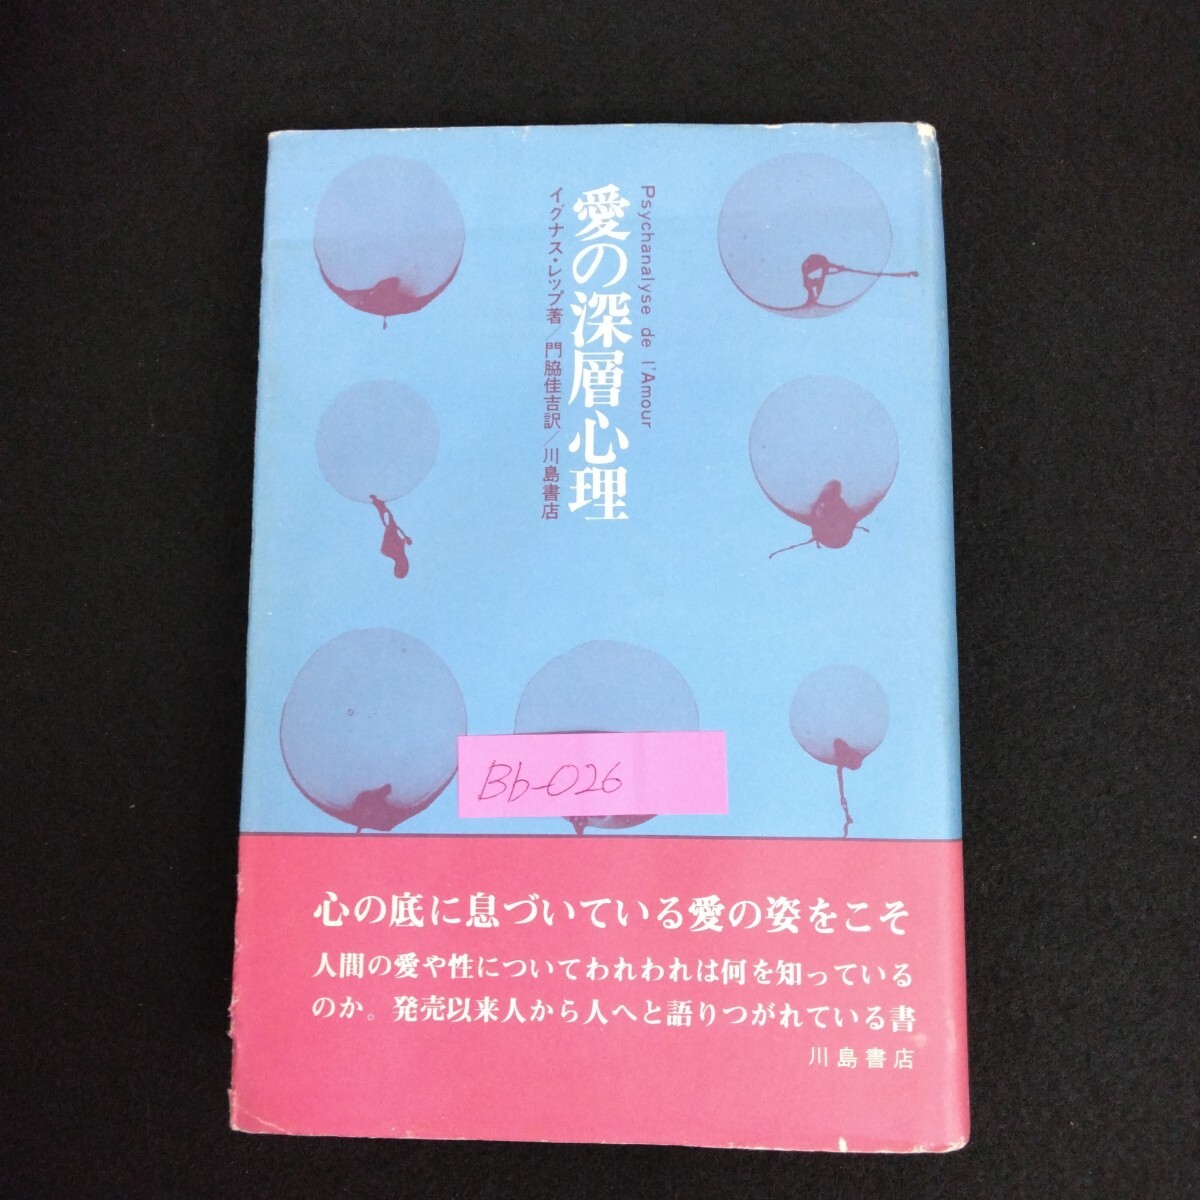 Psychanalyse de l'Amour
愛の深層心理
イグナス・レップ著/門脇佳吉訳/川島書店
Bb-026
心の底に息づいている愛の姿をこそ
人間の愛や性についてわれわれは何を知っている
のか。発売以来人から人へと語りつがれている書
川島書店